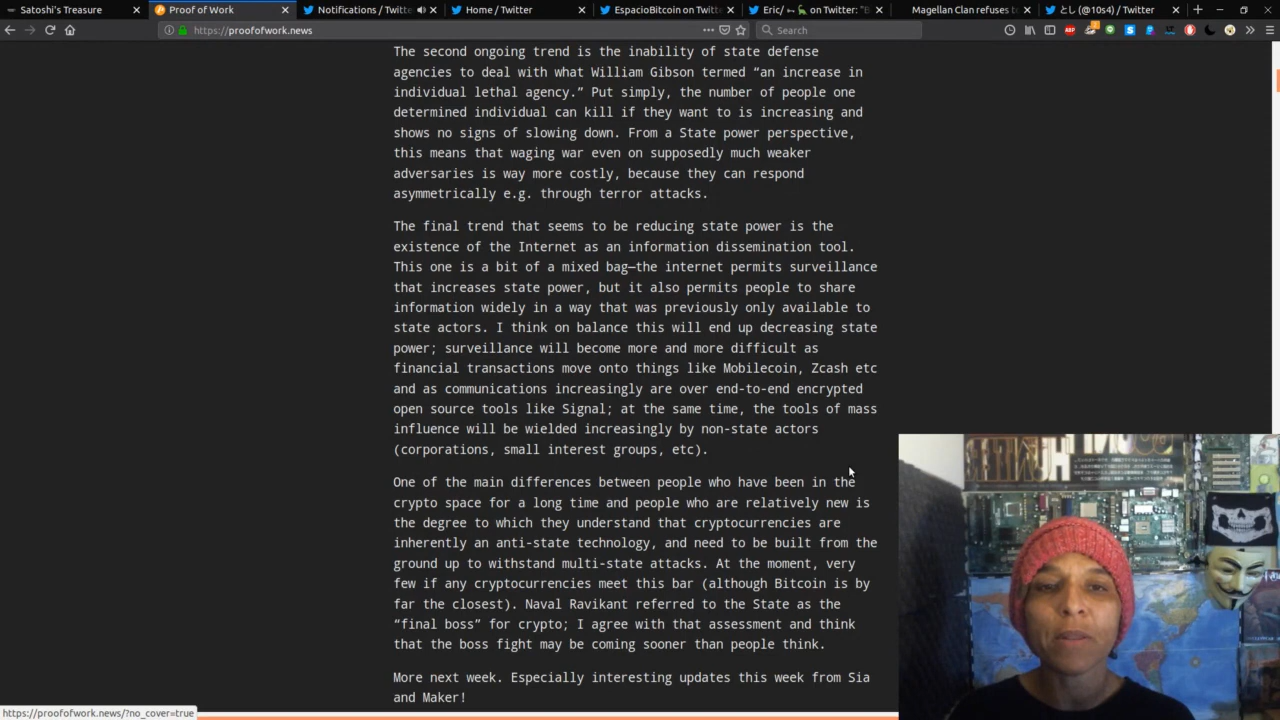 Satoshi's Treasure
Proof of Work
Notifications / Twitter
Home / Twitter
EspacioBitcoin on Twitte
Eric/ on Twitter: "B
Magellan Clan refuses t
とし (@10s4) / Twitter
https://proofofwork.news
Search
The second ongoing trend is the inability of state defense
agencies to deal with what William Gibson termed “an increase in
individual lethal agency.” Put simply, the number of people one
determined individual can kill if they want to is increasing and
shows no signs of slowing down. From a State power perspective,
this means that waging war even on supposedly much weaker
adversaries is way more costly, because they can respond
asymmetrically e.g. through terror attacks.
The final trend that seems to be reducing state power is the
existence of the Internet as an information dissemination tool.
This one is a bit of a mixed bag—the internet permits surveillance
that increases state power, but it also permits people to share
information widely in a way that was previously only available to
state actors. I think on balance this will end up decreasing state
power; surveillance will become more and more difficult as
financial transactions move onto things like Mobilecoin, Zcash etc
and as communications increasingly are over end-to-end encrypted
open source tools like Signal; at the same time, the tools of mass
influence will be wielded increasingly by non-state actors
(corporations, small interest groups, etc).
One of the main differences between people who have been in the
crypto space for a long time and people who are relatively new is
the degree to which they understand that cryptocurrencies are
inherently an anti-state technology, and need to be built from the
ground up to withstand multi-state attacks. At the moment, very
few if any cryptocurrencies meet this bar (although Bitcoin is by
far the closest). Naval Ravikant referred to the State as the
“final boss” for crypto; I agree with that assessment and think
that the boss fight may be coming sooner than people think.
More next week. Especially interesting updates this week from Sia
and Maker!
https://proofofwork.news/?no_cover=true